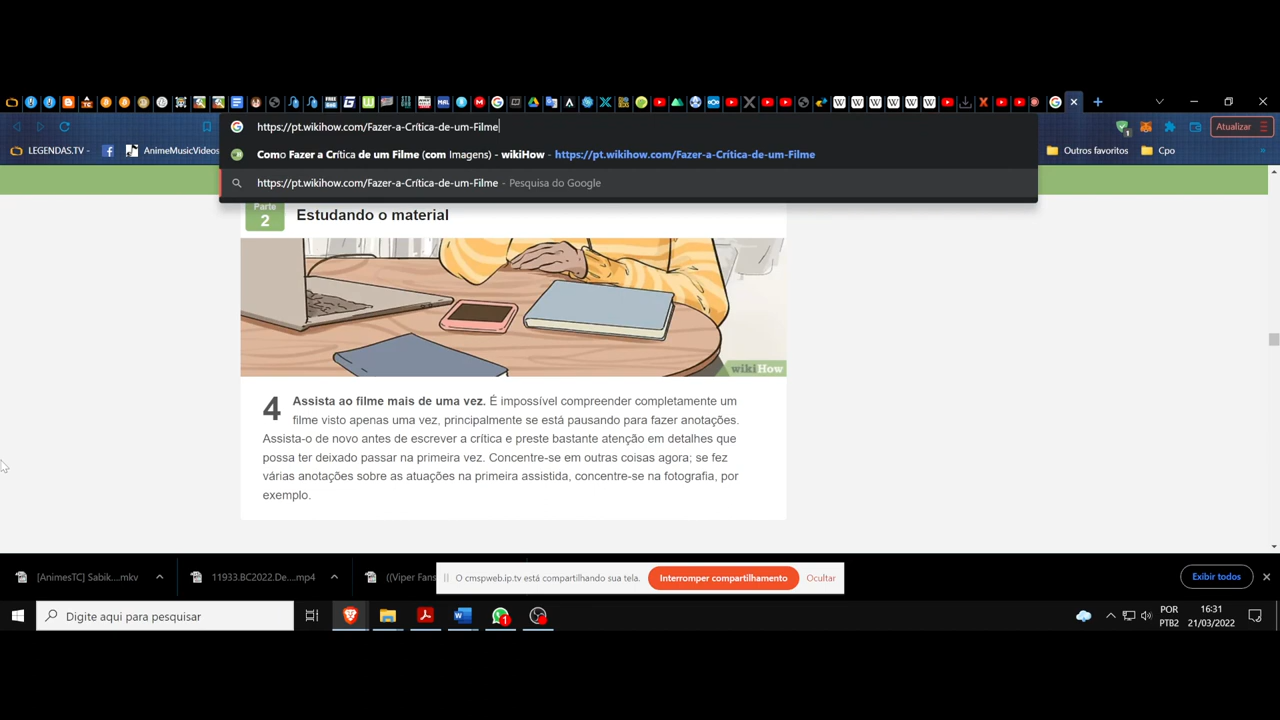 https://pt.wikihow.com/Fazer-a-Crítica-de-um-Filme
Como Fazer a Crítica de um Filme (com Imagens) - wikiHow - https://pt.wikihow.com/Fazer-a-Crítica-de-um-Filme
https://pt.wikihow.com/Fazer-a-Crítica-de-um-Filme - Pesquisa do Google
Atualizar
LEGENDAS.TV
AnimeMusicVideos
Outros favoritos
Cpo
Parte
2
Estudando o material
wikiHow
4 Assista ao filme mais de uma vez. É impossível compreender completamente um
filme visto apenas uma vez, principalmente se está pausando para fazer anotações.
Assista-o de novo antes de escrever a crítica e preste bastante atenção em detalhes que
possa ter deixado passar na primeira vez. Concentre-se em outras coisas agora; se fez
várias anotações sobre as atuações na primeira assistida, concentre-se na fotografia, por
exemplo.
[AnimesTC] Sabik....mkv
11933.BC2022.De....mp4
((Viper Fans
O cmspweb.ip.tv está compartilhando sua tela.
Interromper compartilhamento
Ocultar
Exibir todos
Digite aqui para pesquisar
POR
PTB2
16:31
21/03/2022